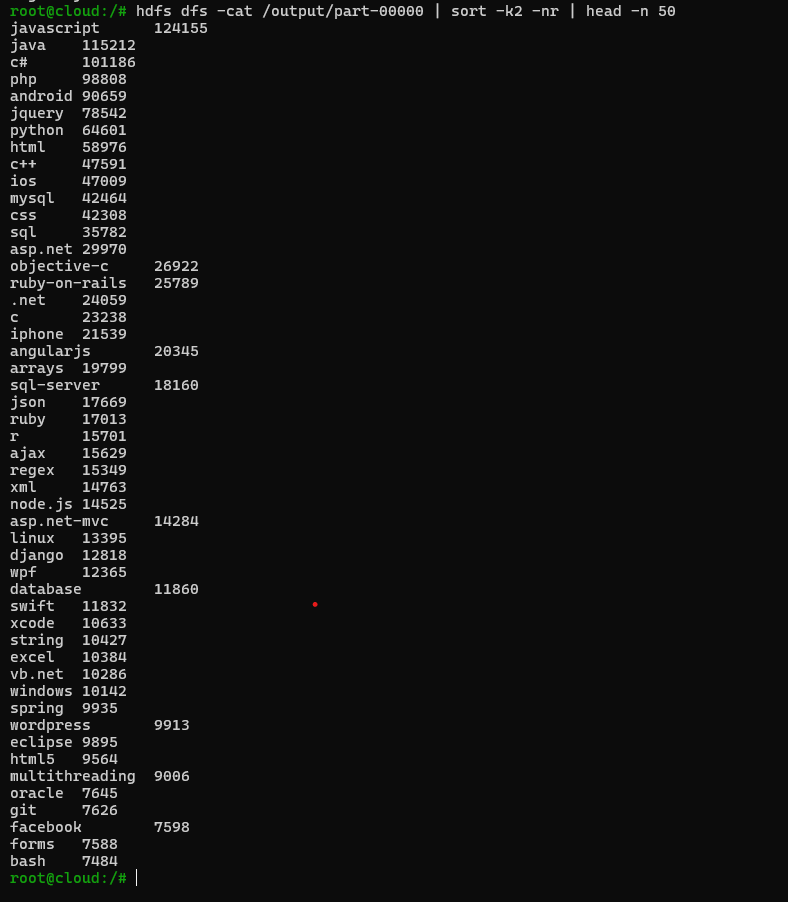 root@cloud:/# hdfs dfs -cat /output/part-00000 | sort -k2 -nr | head -n 50
javascript 124155
java 115212
c# 101186
php 98808
android 90659
jquery 78542
python 64601
html 58976
c++ 47591
ios 47009
mysql 42464
css 42308
sql 35782
asp.net 29970
objective-c 26922
ruby-on-rails 25789
.net 24059
c 23238
iphone 21539
angularjs 20345
arrays 19799
sql-server 18160
json 17669
ruby 17013
r 15701
ajax 15629
regex 15349
xml 14763
node.js 14525
asp.net-mvc 14284
linux 13395
django 12818
wpf 12365
database 11860
swift 11832
xcode 10633
string 10427
excel 10384
vb.net 10286
windows 10142
spring 9935
wordpress 9913
eclipse 9895
html5 9564
multithreading 9006
oracle 7645
git 7626
facebook 7598
forms 7588
bash 7484
root@cloud:/#